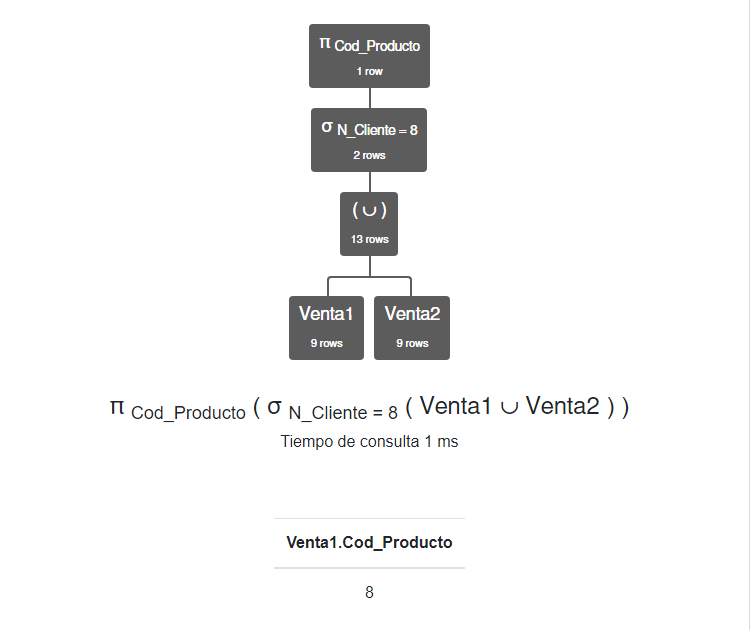 π Cod_Producto
1 row
σ N_Cliente = 8
2 rows
( ∪ )
13 rows
Venta1 Venta2
9 rows 9 rows
π Cod_Producto ( σ N_Cliente = 8 ( Venta1 ∪ Venta2 ) )
Tiempo de consulta 1 ms
Venta1.Cod_Producto
8